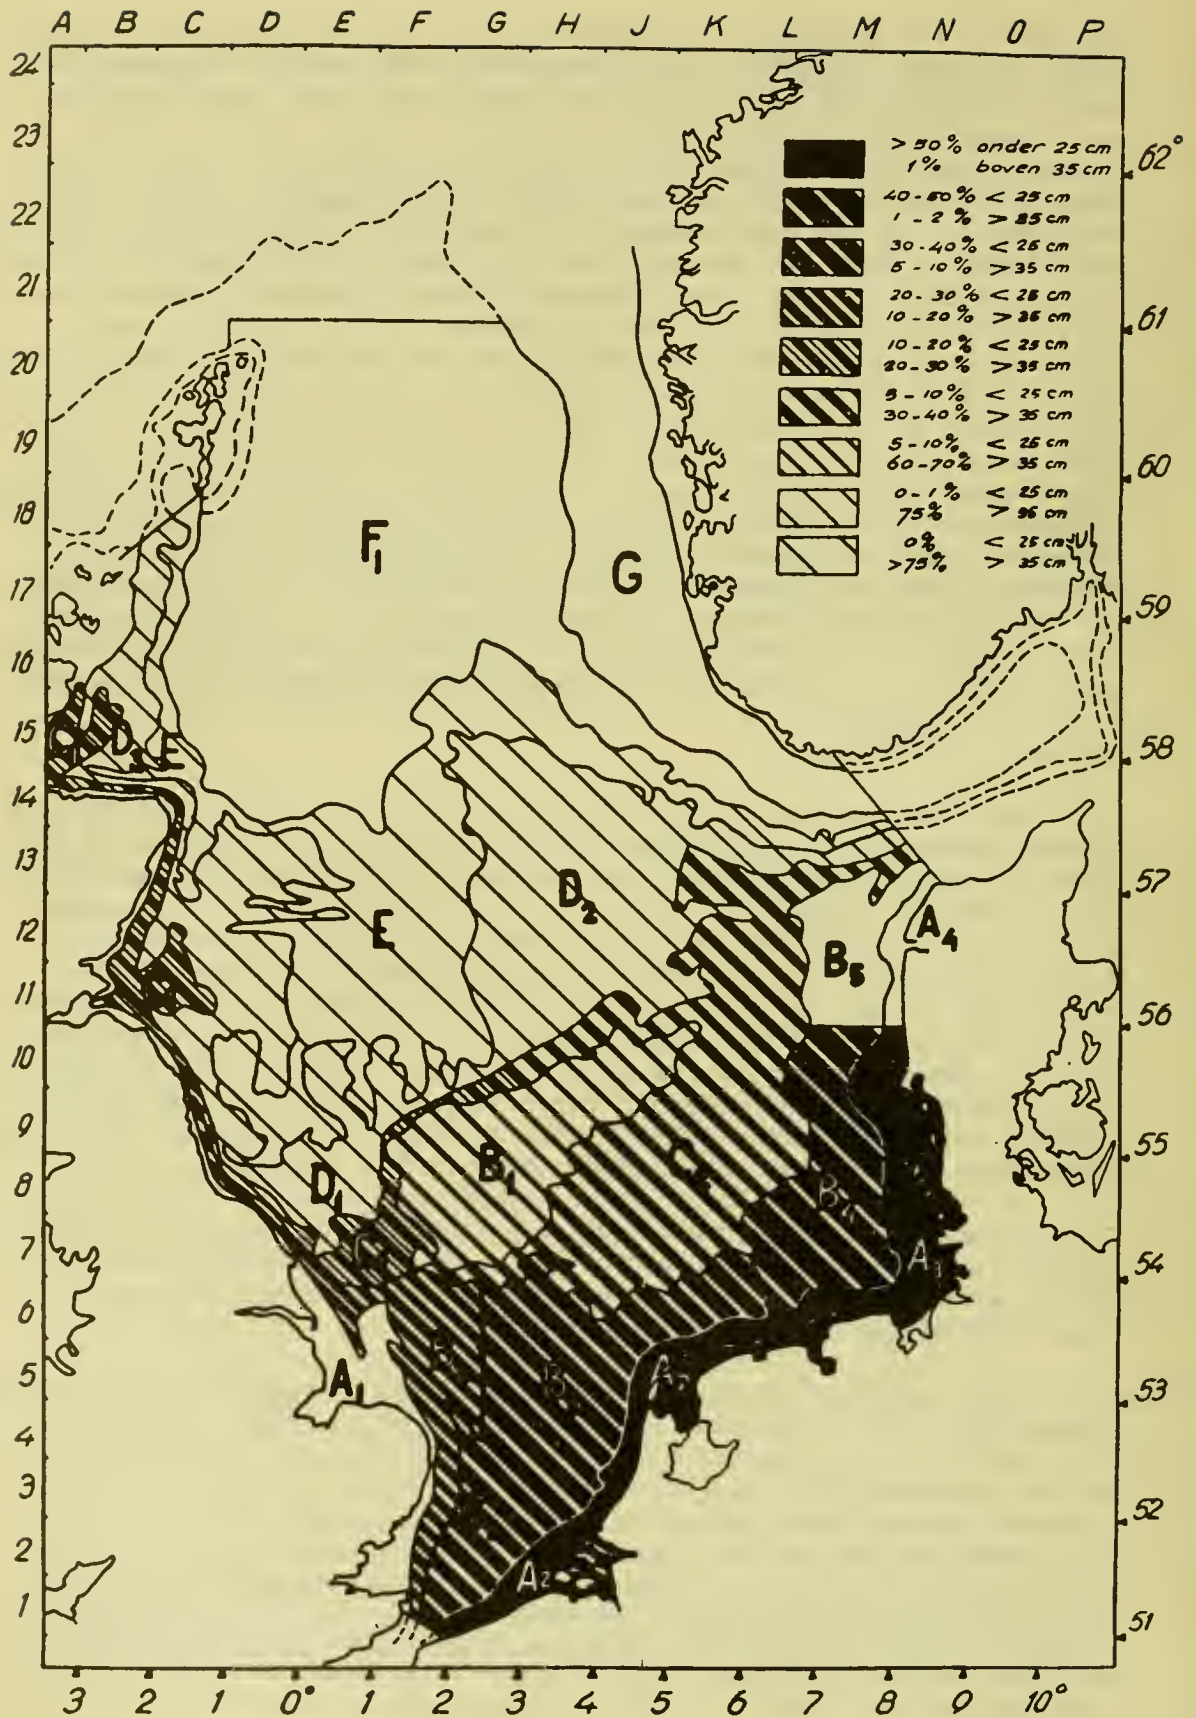 A B C D E F G H J K L M N O P
24
23
22
21
20
19
18
17
16
15
14
13
12
11
10
9
8
7
6
5
4
3
2
1
62°
61
60
59
58
57
56
55
54
53
52
51
3 2 1 0° 1 2 3 4 5 6 7 8 9 10°
>50% onder 25 cm
1% boven 35 cm
40-50% < 25 cm
1-2% > 35 cm
30-40% < 25 cm
5-10% > 35 cm
20-30% < 25 cm
10-20% > 35 cm
10-20% < 25 cm
20-30% > 35 cm
5-10% < 25 cm
30-40% > 35 cm
5-10% < 25 cm
60-70% > 35 cm
0-1% < 25 cm
75% > 35 cm
0% < 25 cm
>75% > 35 cm
F1
G
D3
E
E
D2
A4
B5
D1
B1
B4
A3
A1
A2